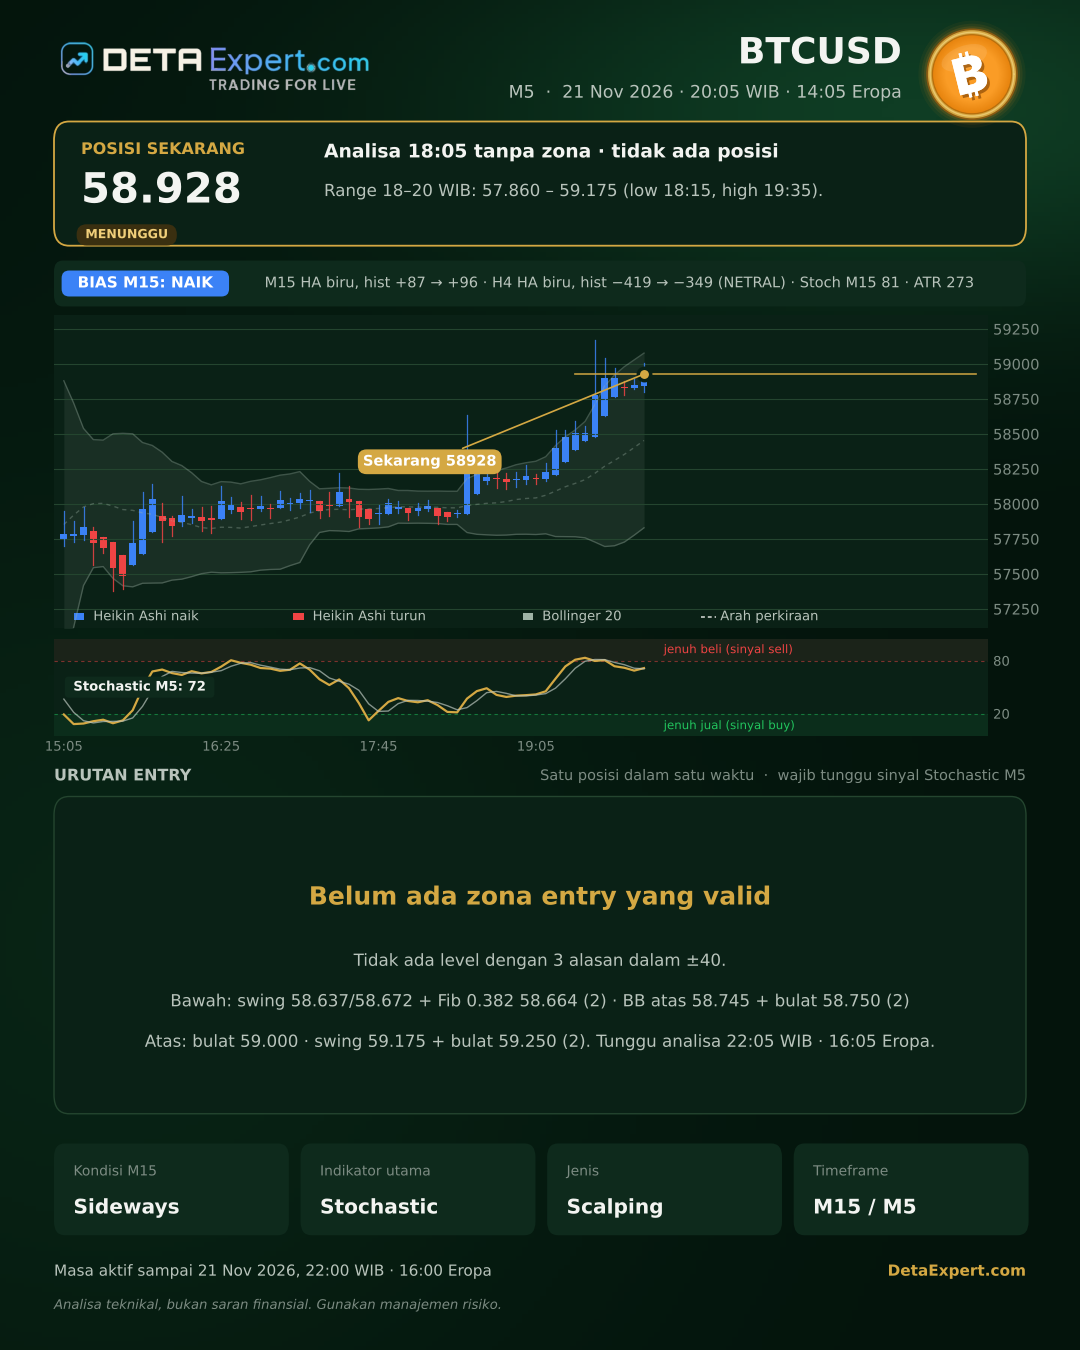 DETA Expert.com
TRADING FOR LIVE
BTCUSD
M5 · 21 Nov 2026 · 20:05 WIB · 14:05 Eropa
POSISI SEKARANG
58.928
MENUNGGU
Analisa 18:05 tanpa zona · tidak ada posisi
Range 18–20 WIB: 57.860 – 59.175 (low 18:15, high 19:35).
BIAS M15: NAIK
M15 HA biru, hist +87 → +96 · H4 HA biru, hist −419 → −349 (NETRAL) · Stoch M15 81 · ATR 273
59250
59000
58750
58500
58250
58000
57750
57500
57250
Sekarang 58928
Heikin Ashi naik
Heikin Ashi turun
Bollinger 20
Arah perkiraan
jenuh beli (sinyal sell)
80
Stochastic M5: 72
20
jenuh jual (sinyal buy)
15:05
16:25
17:45
19:05
URUTAN ENTRY
Satu posisi dalam satu waktu · wajib tunggu sinyal Stochastic M5
Belum ada zona entry yang valid
Tidak ada level dengan 3 alasan dalam ±40.
Bawah: swing 58.637/58.672 + Fib 0.382 58.664 (2) · BB atas 58.745 + bulat 58.750 (2)
Atas: bulat 59.000 · swing 59.175 + bulat 59.250 (2). Tunggu analisa 22:05 WIB · 16:05 Eropa.
Kondisi M15
Sideways
Indikator utama
Stochastic
Jenis
Scalping
Timeframe
M15 / M5
Masa aktif sampai 21 Nov 2026, 22:00 WIB · 16:00 Eropa
DetaExpert.com
Analisa teknikal, bukan saran finansial. Gunakan manajemen risiko.